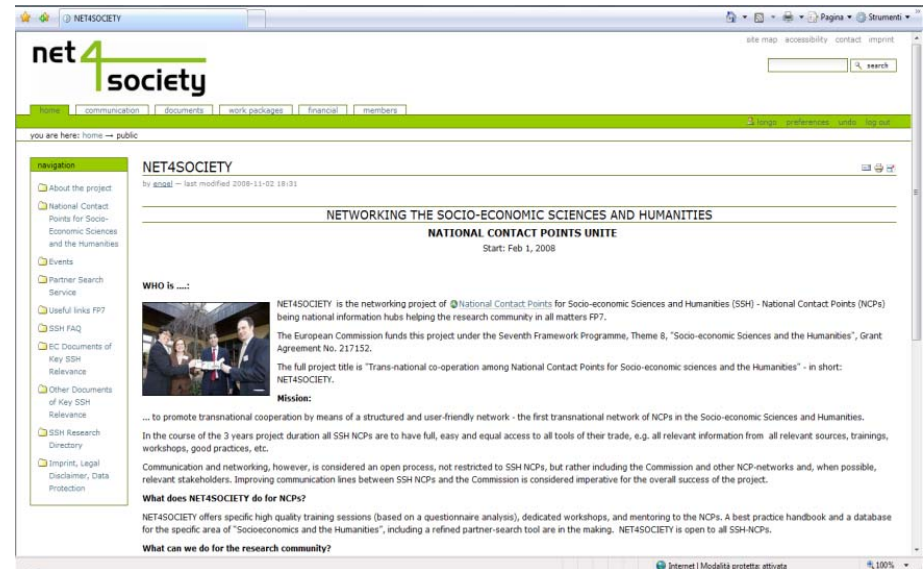 NET4SOCIETY
Pagina
Strumenti
site map accessibility contact imprint
net 4
society
search
home communication documents work packages financial members
longo preferences undo log out
you are here: home → public
navigation
About the project
National Contact
Points for Socio-
Economic Sciences
and the Humanities
Events
Partner Search
Service
Useful links FP7
SSH FAQ
EC Documents of
Key SSH
Relevance
Other Documents
of Key SSH
Relevance
SSH Research
Directory
Imprint, Legal
Disclaimer, Data
Protection
NET4SOCIETY
by engel — last modified 2008-11-02 18:31
NETWORKING THE SOCIO-ECONOMIC SCIENCES AND HUMANITIES
NATIONAL CONTACT POINTS UNITE
Start: Feb 1, 2008
WHO is ....:
NET4SOCIETY is the networking project of National Contact Points for Socio-economic Sciences and Humanities (SSH) - National Contact Points (NCPs)
being national information hubs helping the research community in all matters FP7.
The European Commission funds this project under the Seventh Framework Programme, Theme 8, "Socio-economic Sciences and the Humanities", Grant
Agreement No. 217152.
The full project title is "Trans-national co-operation among National Contact Points for Socio-economic sciences and the Humanities" - in short:
NET4SOCIETY.
Mission:
... to promote transnational cooperation by means of a structured and user-friendly network - the first transnational network of NCPs in the Socio-economic Sciences and Humanities.
In the course of the 3 years project duration all SSH NCPs are to have full, easy and equal access to all tools of their trade, e.g. all relevant information from all relevant sources, trainings,
workshops, good practices, etc.
Communication and networking, however, is considered an open process, not restricted to SSH NCPs, but rather including the Commission and other NCP-networks and, when possible,
relevant stakeholders. Improving communication lines between SSH NCPs and the Commission is considered imperative for the overall success of the project.
What does NET4SOCIETY do for NCPs?
NET4SOCIETY offers specific high quality training sessions (based on a questionnaire analysis), dedicated workshops, and mentoring to the NCPs. A best practice handbook and a database
for the specific area of "Socioeconomics and the Humanities", including a refined partner-search tool are in the making. NET4SOCIETY is open to all SSH-NCPs.
What can we do for the research community?
Internet | Modalità protetta: attivata
100%